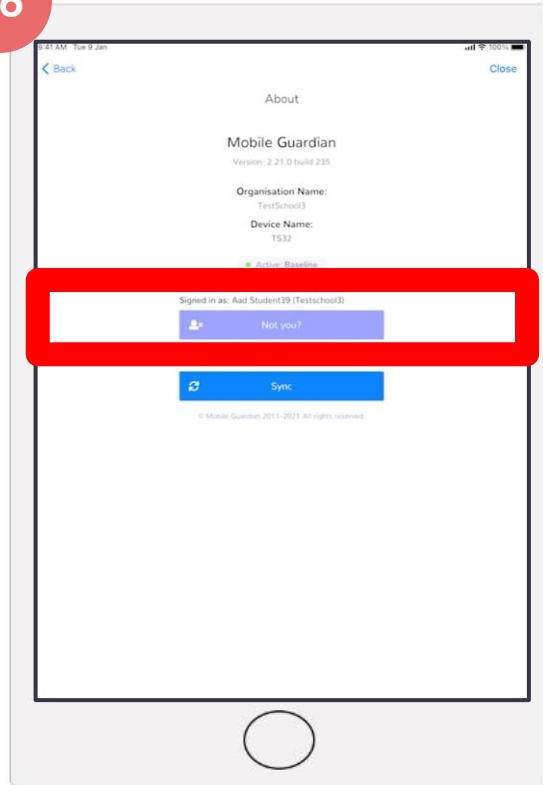 8
9:41 AM Tue 9 Jan
100%
Back
Close
About
Mobile Guardian
Version: 2.21.0 build 235
Organisation Name:
TestSchool3
Device Name:
TS32
Active: Baseline
Signed in as: Aad Student39 (Testschool3)
Not you?
Sync
© Mobile Guardian 2011-2021 All rights reserved.